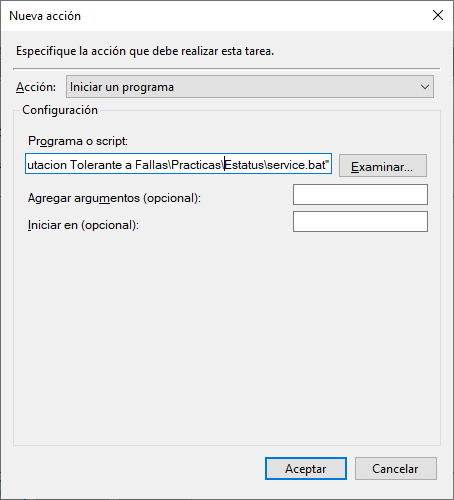 Nueva acción
Especifique la acción que debe realizar esta tarea.
Acción: Iniciar un programa
Configuración
Programa o script:
utacion Tolerante a Fallas\Practicas\Estatus\service.bat" Examinar...
Agregar argumentos (opcional):
Iniciar en (opcional):
Aceptar Cancelar